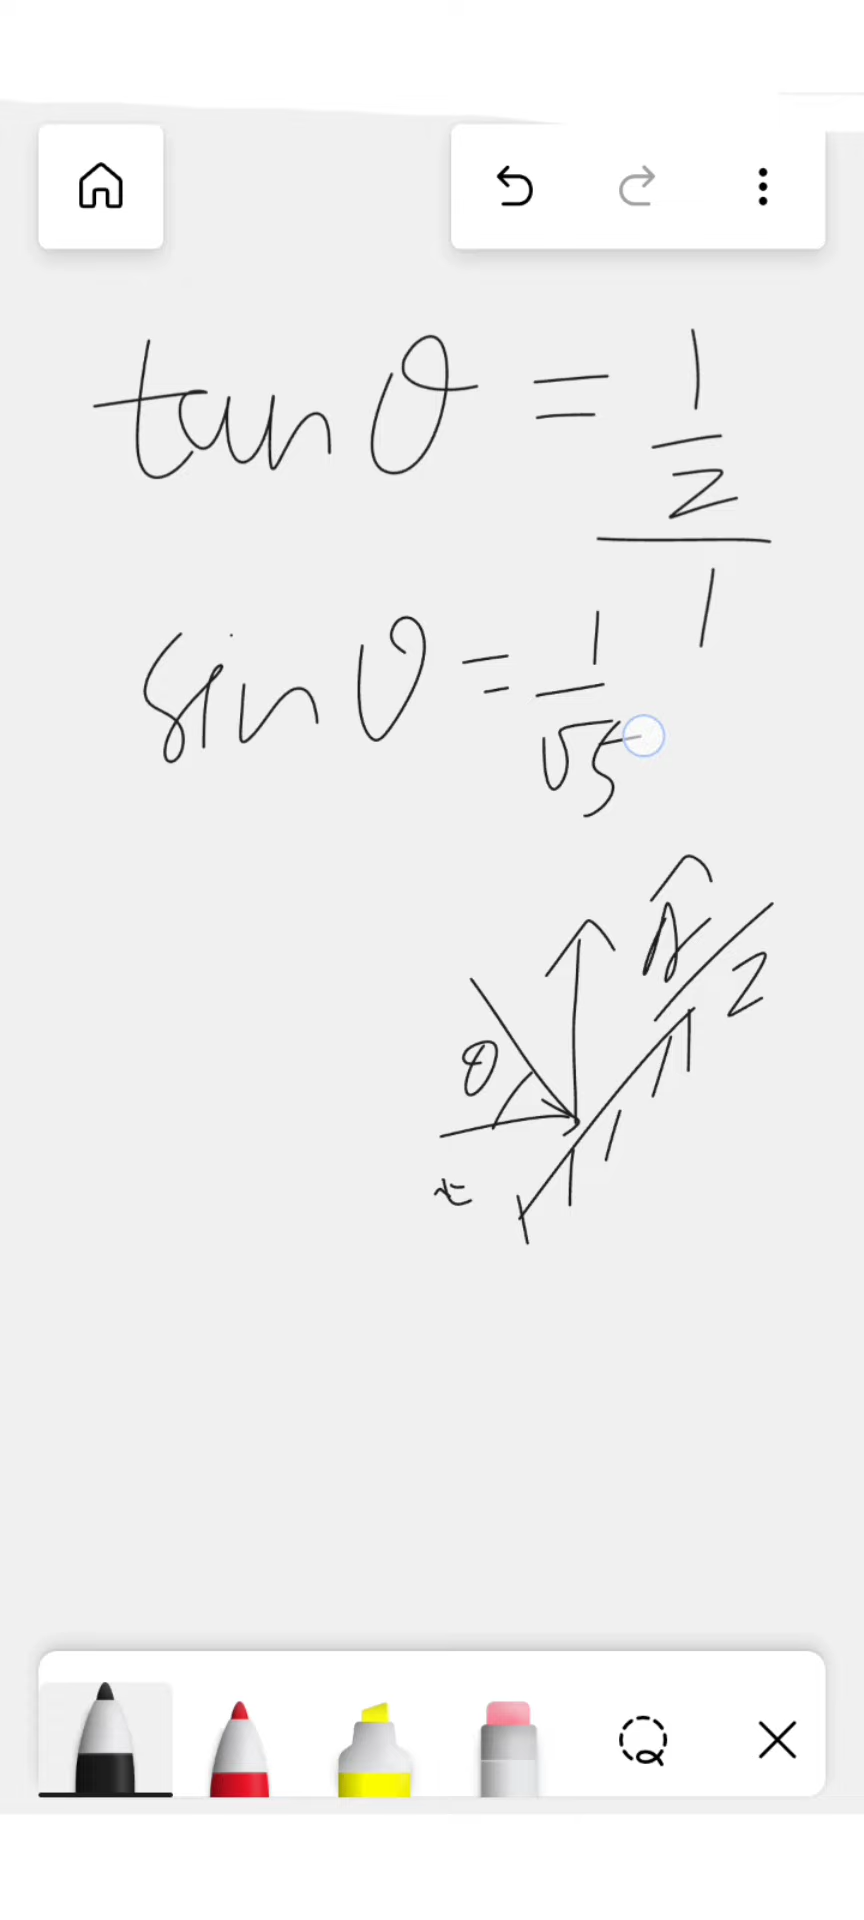 tan θ = 1/2/1
sin θ = 1/√5
θ
2